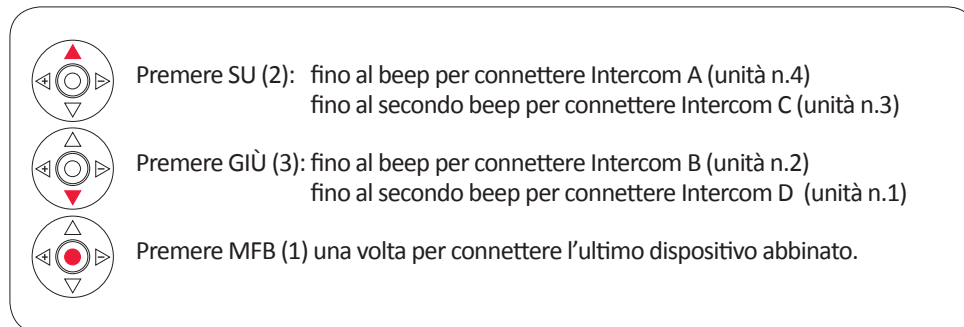 Premere SU (2): fino al beep per connettere Intercom A (unità n.4)
fino al secondo beep per connettere Intercom C (unità n.3)
Premere GIÙ (3): fino al beep per connettere Intercom B (unità n.2)
fino al secondo beep per connettere Intercom D (unità n.1)
Premere MFB (1) una volta per connettere l’ultimo dispositivo abbinato.